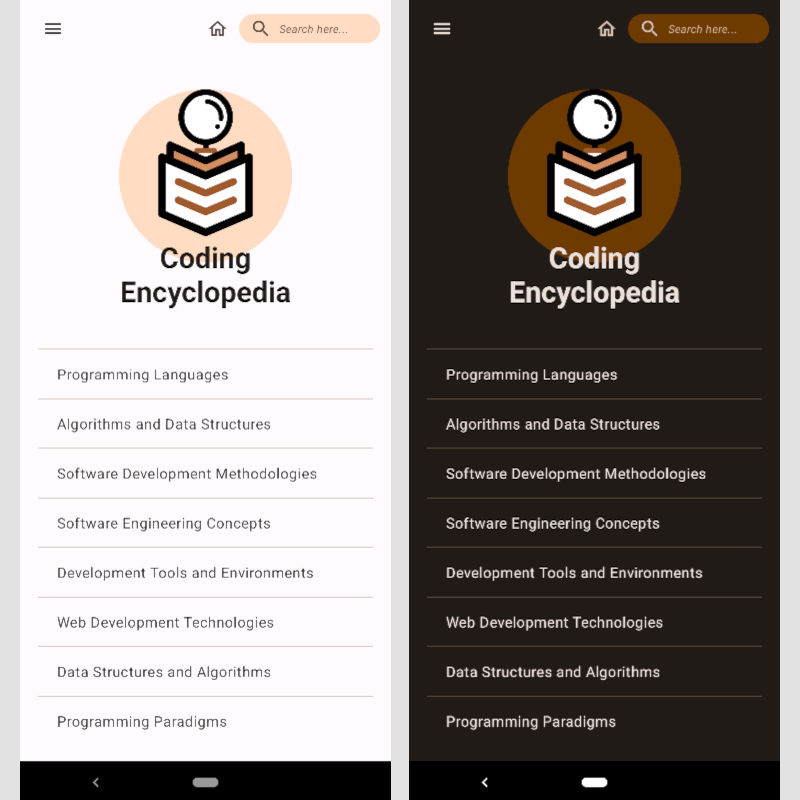 Search here...
Coding
Encyclopedia
Programming Languages
Algorithms and Data Structures
Software Development Methodologies
Software Engineering Concepts
Development Tools and Environments
Web Development Technologies
Data Structures and Algorithms
Programming Paradigms
Search here...
Coding
Encyclopedia
Programming Languages
Algorithms and Data Structures
Software Development Methodologies
Software Engineering Concepts
Development Tools and Environments
Web Development Technologies
Data Structures and Algorithms
Programming Paradigms